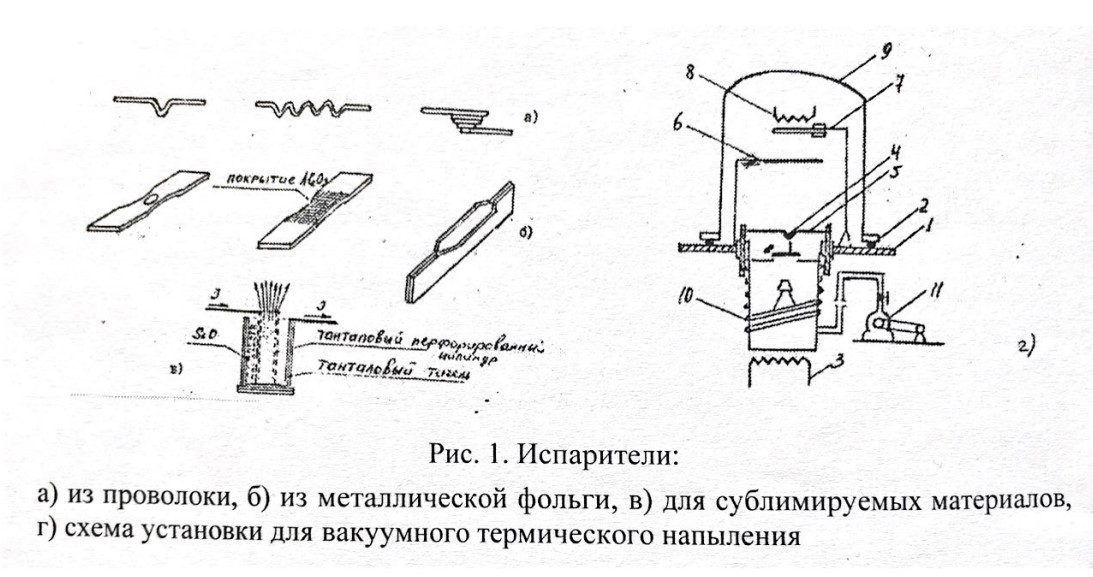 8
9
7
6
4
5
2
1
10
11
3
г)
а)
покрытие Al₂O₃
б)
J
J
SiO
танталовый перфорированный
цилиндр
танталовый тигель
в)
Рис. 1. Испарители:
а) из проволоки, б) из металлической фольги, в) для сублимируемых материалов,
г) схема установки для вакуумного термического напыления